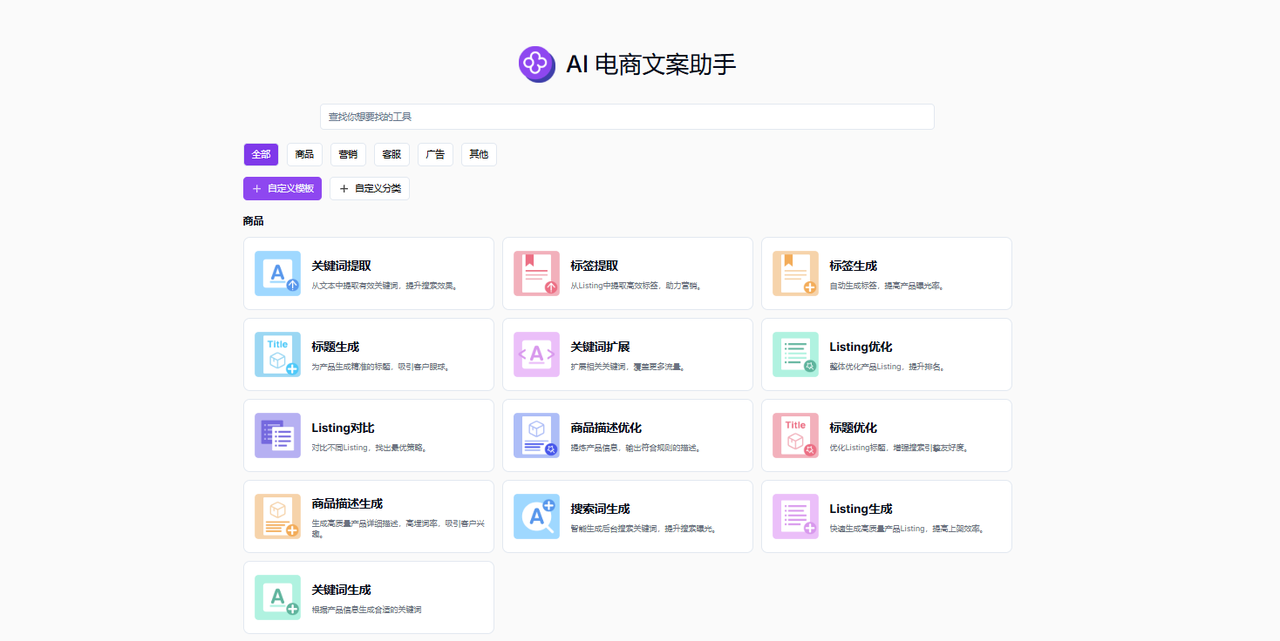 AI 电商文案助手
查找你想要找的工具
全部 商品 营销 客服 广告 其他
+ 自定义模板 + 自定义分类
商品
A
关键词提取
从文本中提取有效关键词，提升搜索效果。
标签提取
从Listing中提取高效标签，助力营销。
标签生成
自动生成标签，提高产品曝光率。
Title
标题生成
为产品生成精准的标题，吸引客户眼球。
<A>
关键词扩展
扩展相关关键词，覆盖更多流量。
Listing优化
整体优化产品Listing，提升排名。
Listing对比
对比不同Listing，找出最优策略。
商品描述优化
提炼产品信息，输出符合规则的描述。
Title
标题优化
优化Listing标题，增强搜索引擎友好度。
商品描述生成
生成高质量产品详细描述，高埋词率，吸引客户兴
趣。
A
搜索词生成
智能生成后台搜索关键词，提升搜索曝光。
Listing生成
快速生成高质量产品Listing，提高上架效率。
A
关键词生成
根据产品信息生成合适的关键词